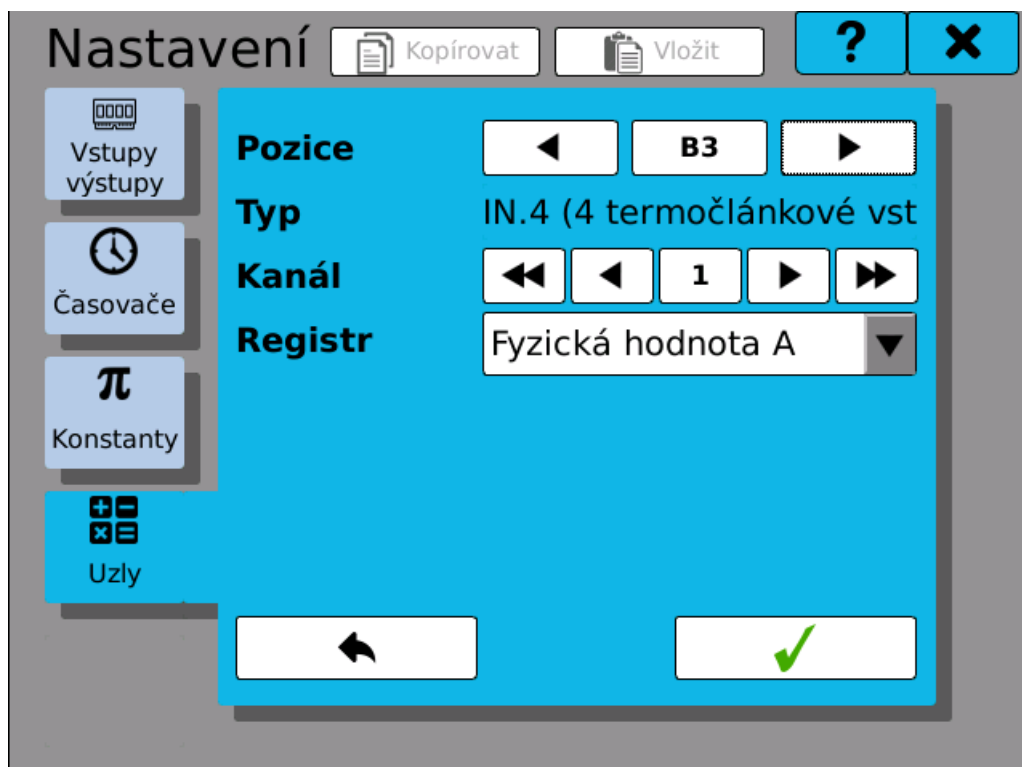 Nastavení Kopírovat Vložit ? ✖
Vstupy
výstupy
Časovače
π
Konstanty
Uzly
Pozice ◀ B3 ▶
Typ IN.4 (4 termočlánkové vst
Kanál ◀◀ ◀ 1 ▶ ▶▶
Registr Fyzická hodnota A ▼